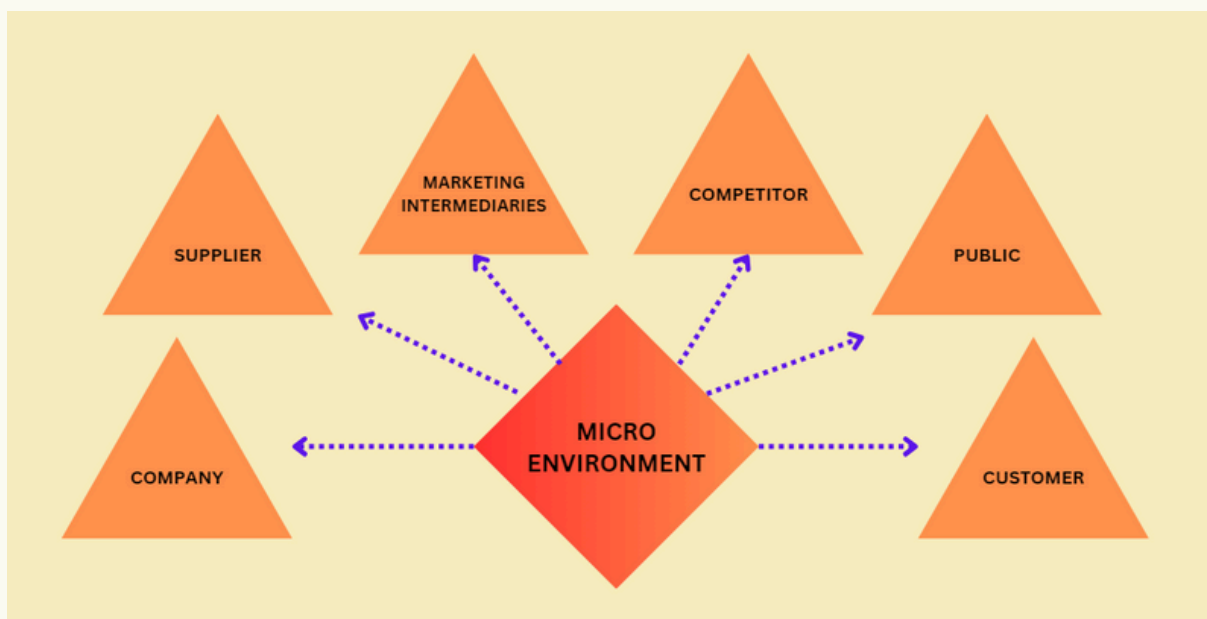 MARKETING
INTERMEDIARIES
COMPETITOR
SUPPLIER
PUBLIC
MICRO
ENVIRONMENT
COMPANY
CUSTOMER